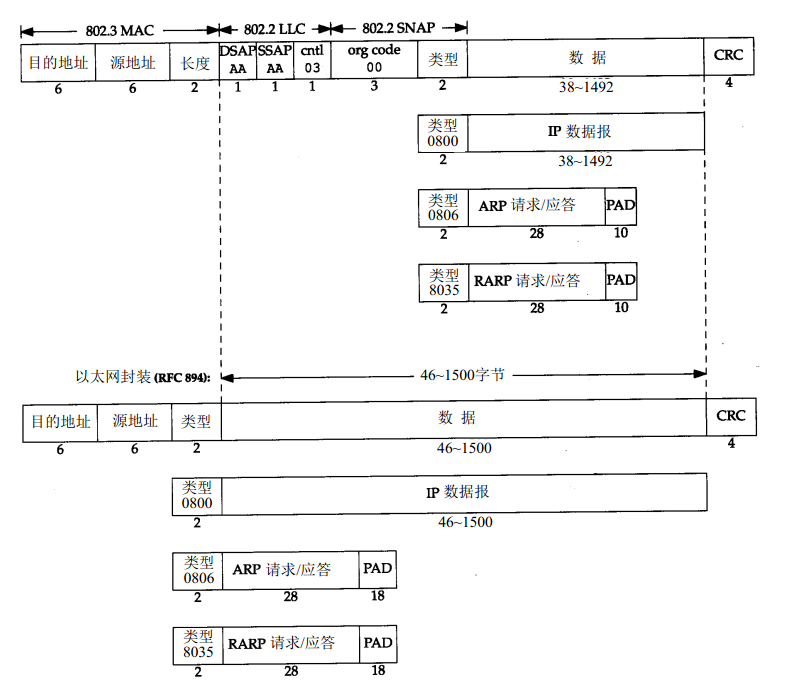 802.3 MAC 802.2 LLC 802.2 SNAP
目的地址 源地址 长度 DSAP AA SSAP AA cntl 03 org code 00 类型 数 据 CRC
6 6 2 1 1 1 3 2 38~1492 4
类型 0800 IP 数据报
2 38~1492
类型 0806 ARP 请求/应答 PAD
2 28 10
类型 8035 RARP 请求/应答 PAD
2 28 10
以太网封装 (RFC 894): 46~1500字节
目的地址 源地址 类型 数 据 CRC
6 6 2 46~1500 4
类型 0800 IP 数据报
2 46~1500
类型 0806 ARP 请求/应答 PAD
2 28 18
类型 8035 RARP 请求/应答 PAD
2 28 18